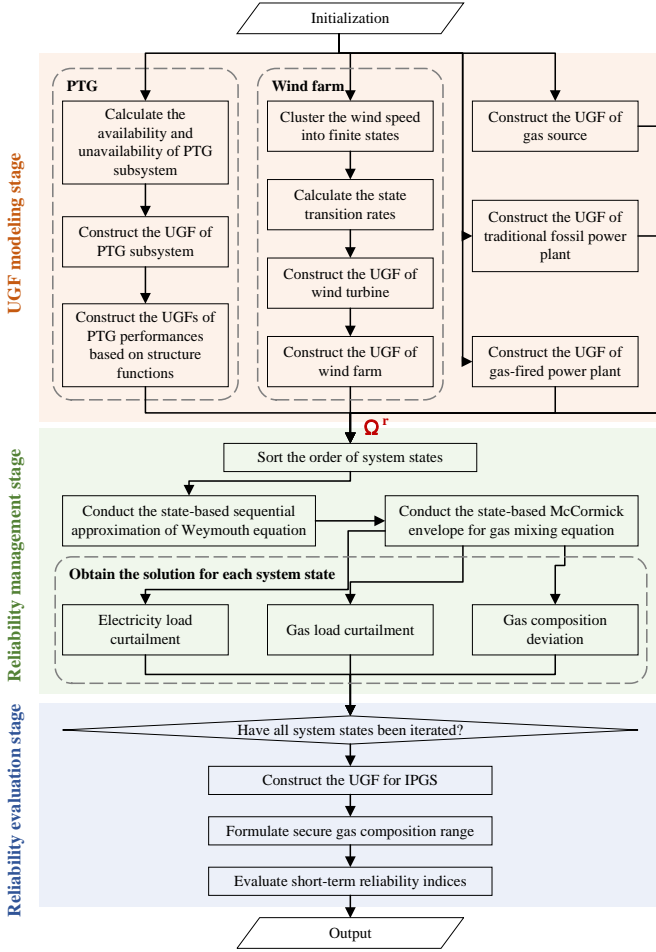 Initialization
UGF modeling stage
PTG
Calculate the
availability and
unavailability of PTG
subsystem
Construct the UGF of
PTG subsystem
Construct the UGFs of
PTG performances
based on structure
functions
Wind farm
Cluster the wind speed
into finite states
Calculate the state
transition rates
Construct the UGF of
wind turbine
Construct the UGF of
wind farm
Construct the UGF of
gas source
Construct the UGF of
traditional fossil power
plant
Construct the UGF of
gas-fired power plant
Ω^r
Reliability management stage
Sort the order of system states
Conduct the state-based sequential
approximation of Weymouth equation
Conduct the state-based McCormick
envelope for gas mixing equation
Obtain the solution for each system state
Electricity load
curtailment
Gas load curtailment
Gas composition
deviation
Reliability evaluation stage
Have all system states been iterated?
Construct the UGF for IPGS
Formulate secure gas composition range
Evaluate short-term reliability indices
Output